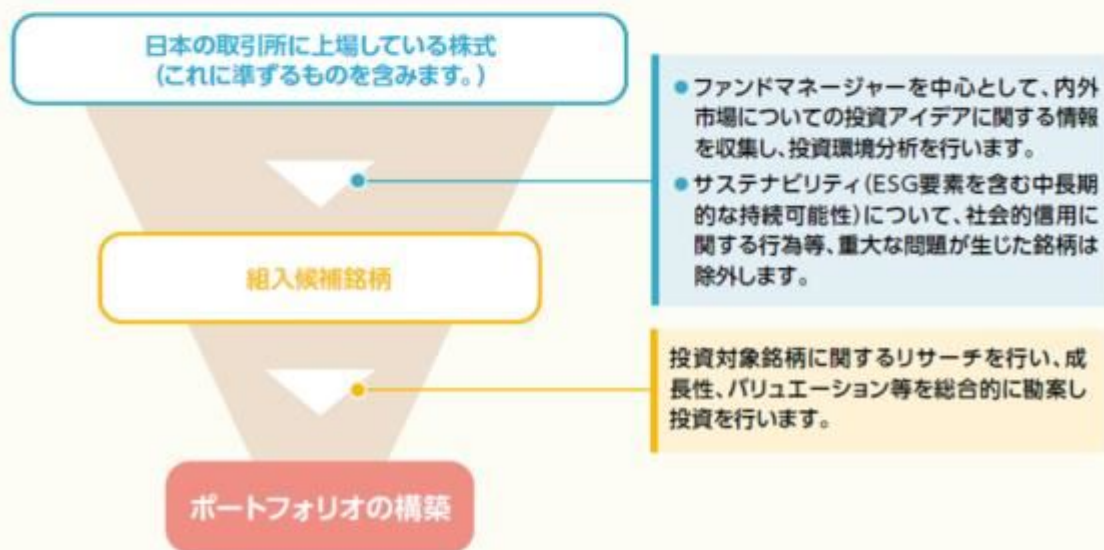 日本の取引所に上場している株式
(これに準ずるものを含みます。)
●ファンドマネージャーを中心として、内外
市場についての投資アイデアに関する情報
を収集し、投資環境分析を行います。
●サステナビリティ(ESG要素を含む中長期
的な持続可能性)について、社会的信用に
関する行為等、重大な問題が生じた銘柄は
除外します。
組入候補銘柄
投資対象銘柄に関するリサーチを行い、成
長性、バリュエーション等を総合的に勘案し
投資を行います。
ポートフォリオの構築